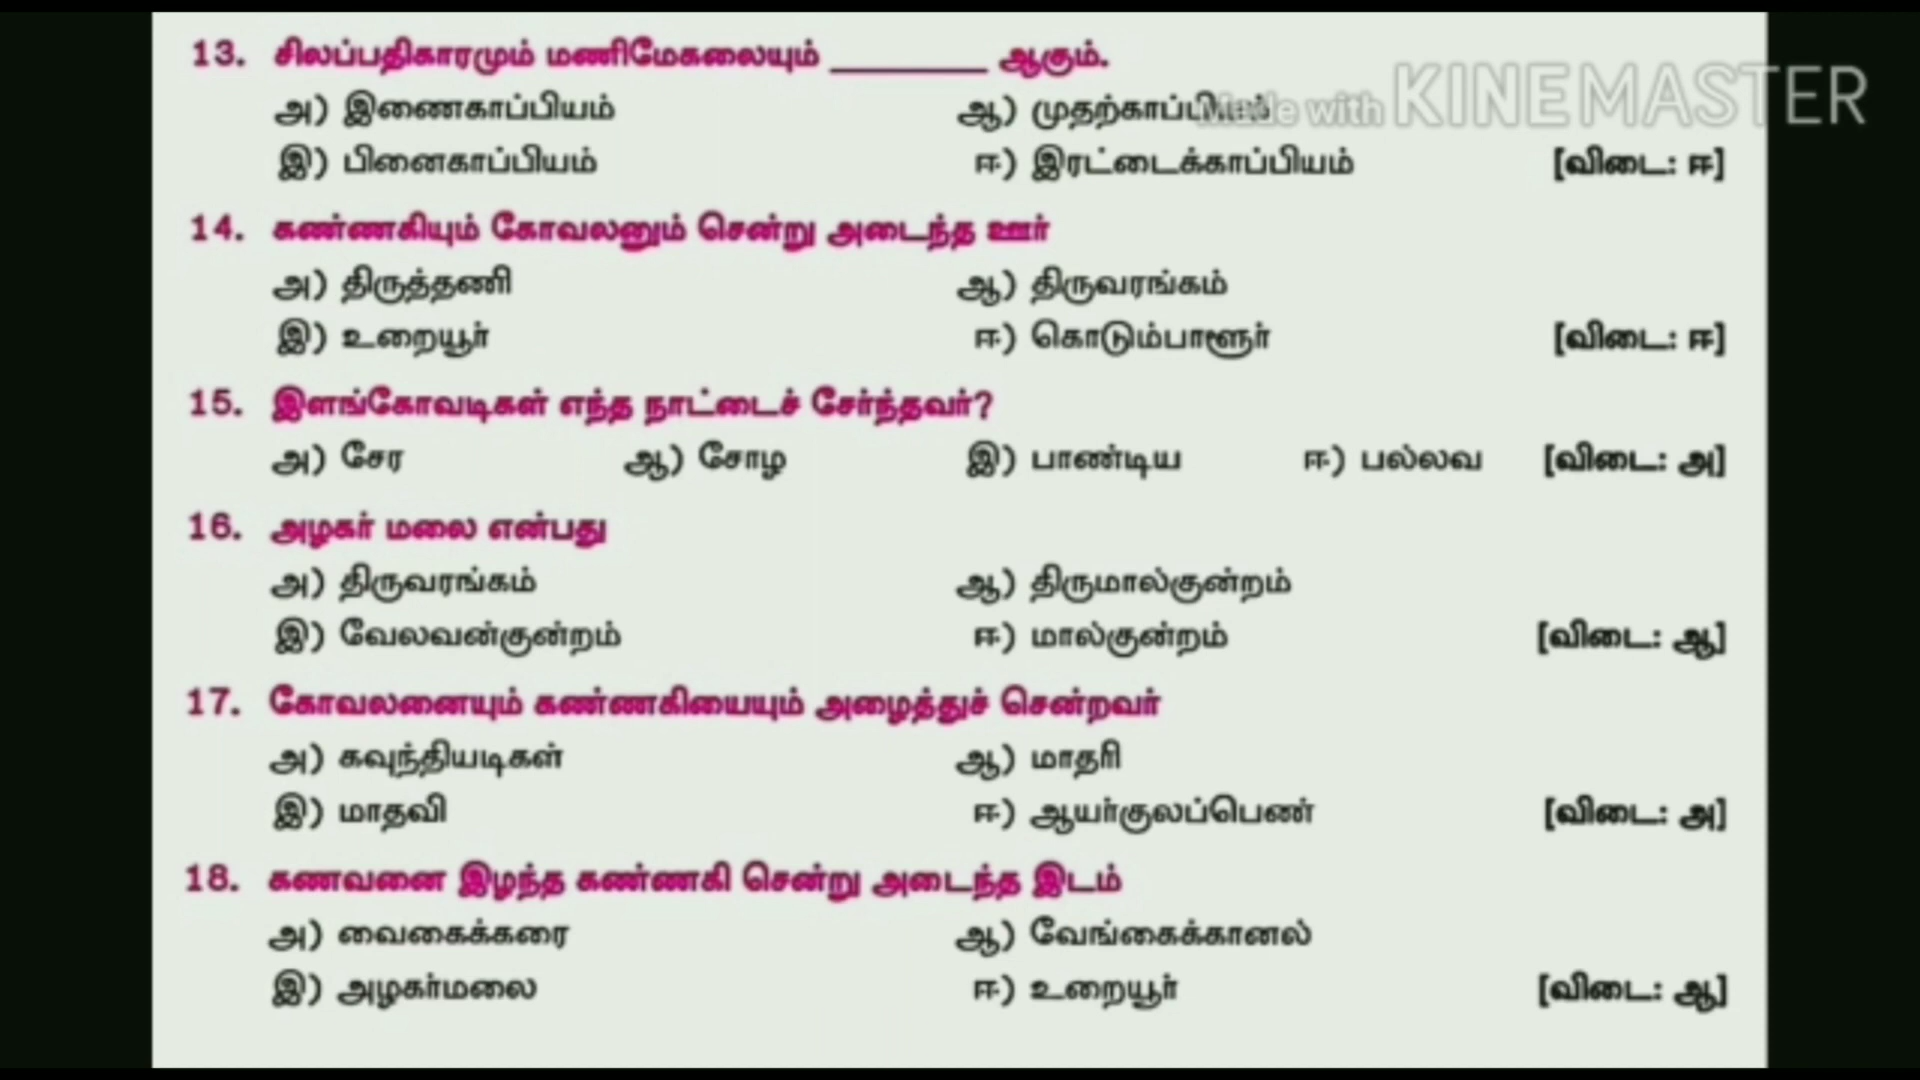 13. சிலப்பதிகாரமும் மணிமேகலையும் ________ ஆகும்.
Made with KINEMASTER
அ) இணைகாப்பியம் ஆ) முதற்காப்பியம்
இ) பினைகாப்பியம் ஈ) இரட்டைக்காப்பியம் [விடை: ஈ]
14. கண்ணகியும் கோவலனும் சென்று அடைந்த ஊர்
அ) திருத்தணி ஆ) திருவரங்கம்
இ) உறையூர் ஈ) கொடும்பாளூர் [விடை: ஈ]
15. இளங்கோவடிகள் எந்த நாட்டைச் சேர்ந்தவர்?
அ) சேர ஆ) சோழ இ) பாண்டிய ஈ) பல்லவ [விடை: அ]
16. அழகர் மலை என்பது
அ) திருவரங்கம் ஆ) திருமால்குன்றம்
இ) வேலவன்குன்றம் ஈ) மால்குன்றம் [விடை: ஆ]
17. கோவலனையும் கண்ணகியையும் அழைத்துச் சென்றவர்
அ) கவுந்தியடிகள் ஆ) மாதரி
இ) மாதவி ஈ) ஆயர்குலப்பெண் [விடை: அ]
18. கணவனை இழந்த கண்ணகி சென்று அடைந்த இடம்
அ) வைகைக்கரை ஆ) வேங்கைக்கானல்
இ) அழகர்மலை ஈ) உறையூர் [விடை: ஆ]